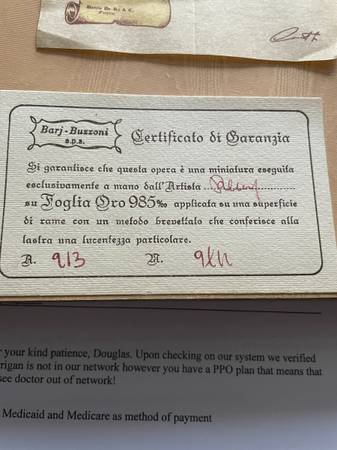 Barj-Buzzoni
s.p.a.
Certificato di Garanzia
Si garantisce che questa opera è una miniatura eseguita
esclusivamente a mano dall'Artista
su Foglia Oro 985‰ applicata su una superficie
di rame con un metodo brevettato che conferisce alla
lastra una lucentezza particolare.
A. 913 M.
your kind patience, Douglas. Upon checking on our system we verified
rigan is not in our network however you have a PPO plan that means that
see doctor out of network!
Medicaid and Medicare as method of payment